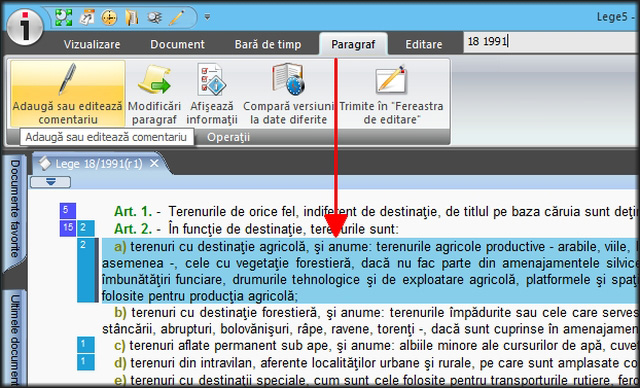 Lege5 -
Vizualizare Document Bară de timp Paragraf Editare 18 1991
Adaugă sau editează comentariu
Modificări paragraf
Afişează informaţii
Compară versiuni la date diferite
Trimite în "Fereastra de editare"
Adaugă sau editează comentariu
Operaţii
Documente favorite
Lege 18/1991(r1)
5 Art. 1. - Terenurile de orice fel, indiferent de destinaţie, de titlul pe baza căruia sunt deţin
15 2 Art. 2. - În funcţie de destinaţie, terenurile sunt:
2 a) terenuri cu destinaţie agricolă, şi anume: terenurile agricole productive - arabile, viile,
asemenea -, cele cu vegetaţie forestieră, dacă nu fac parte din amenajamentele silvice
îmbunătăţiri funciare, drumurile tehnologice şi de exploatare agricolă, platformele şi spaţ
folosite pentru producţia agricolă;
b) terenuri cu destinaţie forestieră, şi anume: terenurile împădurite sau cele care serves
stâncării, abrupturi, bolovănişuri, râpe, ravene, torenţi -, dacă sunt cuprinse în amenajamen
1 c) terenuri aflate permanent sub ape, şi anume: albiile minore ale cursurilor de apă, cuve
1 d) terenuri din intravilan, aferente localităţilor urbane şi rurale, pe care sunt amplasate co
e) terenuri cu destinaţii speciale, cum sunt cele folosite pentru transporturile rutiere, fe
Ultimele document